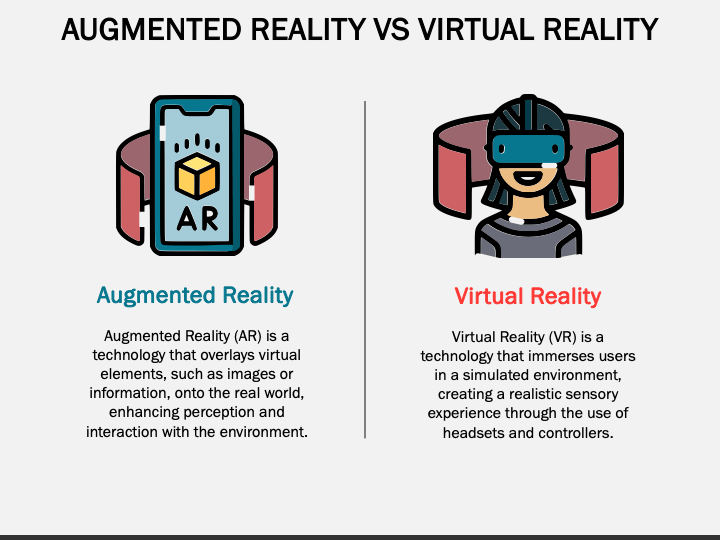 AUGMENTED REALITY VS VIRTUAL REALITY
AR
Augmented Reality
Augmented Reality (AR) is a
technology that overlays virtual
elements, such as images or
information, onto the real world,
enhancing perception and
interaction with the environment.
Virtual Reality
Virtual Reality (VR) is a
technology that immerses users
in a simulated environment,
creating a realistic sensory
experience through the use of
headsets and controllers.